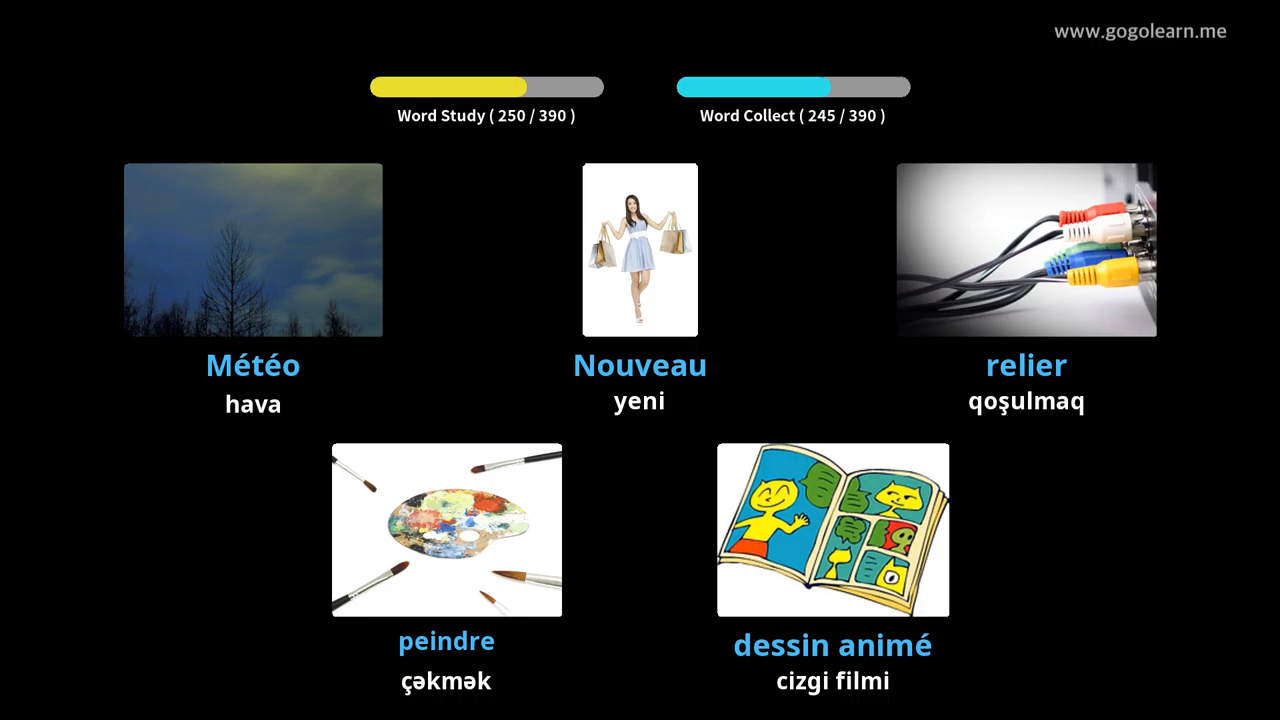 www.gogolearn.me
Word Study ( 250 / 390 )
Word Collect ( 245 / 390 )
Météo
hava
Nouveau
yeni
relier
qoşulmaq
peindre
çəkmək
dessin animé
cizgi filmi